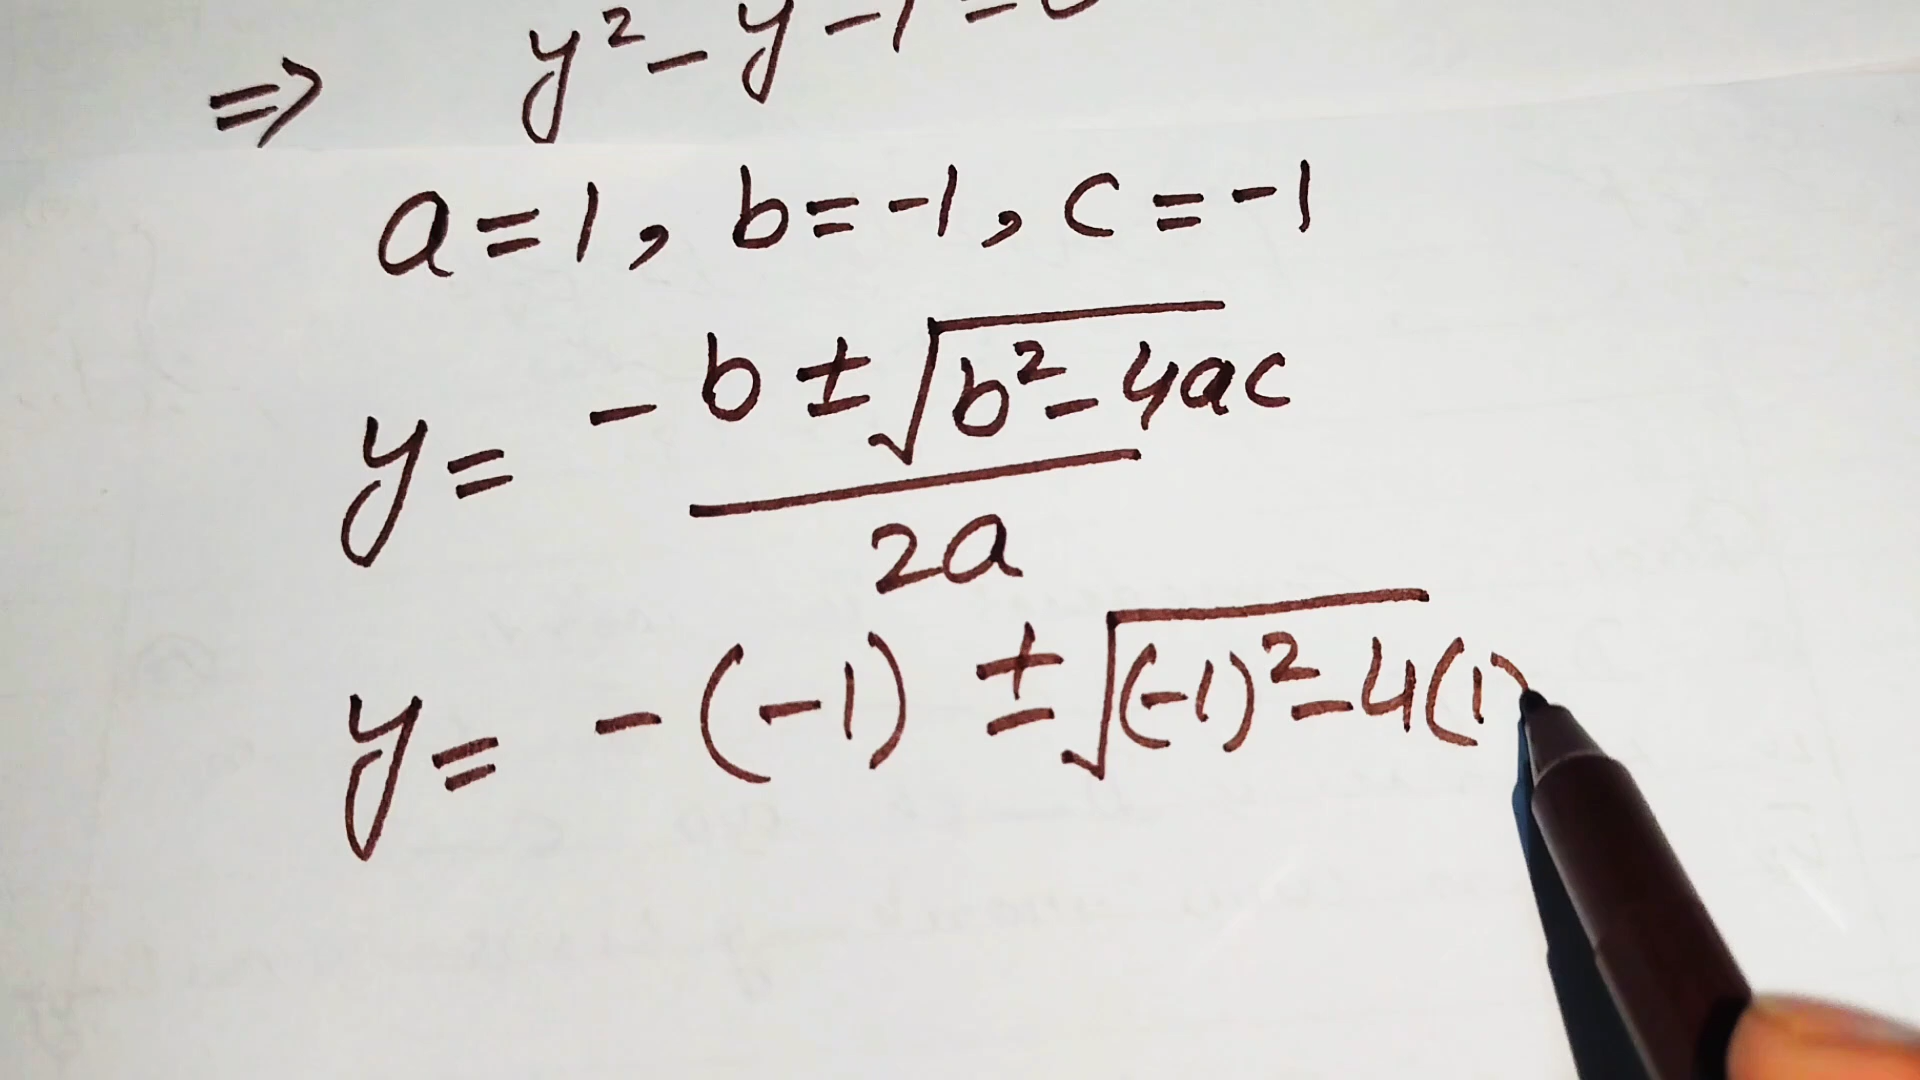 ⇒ y² - y - 1 = 0
a = 1, b = -1, c = -1
y = (-b ± √(b² - 4ac)) / 2a
y = -(-1) ± √((-1)² - 4(1)